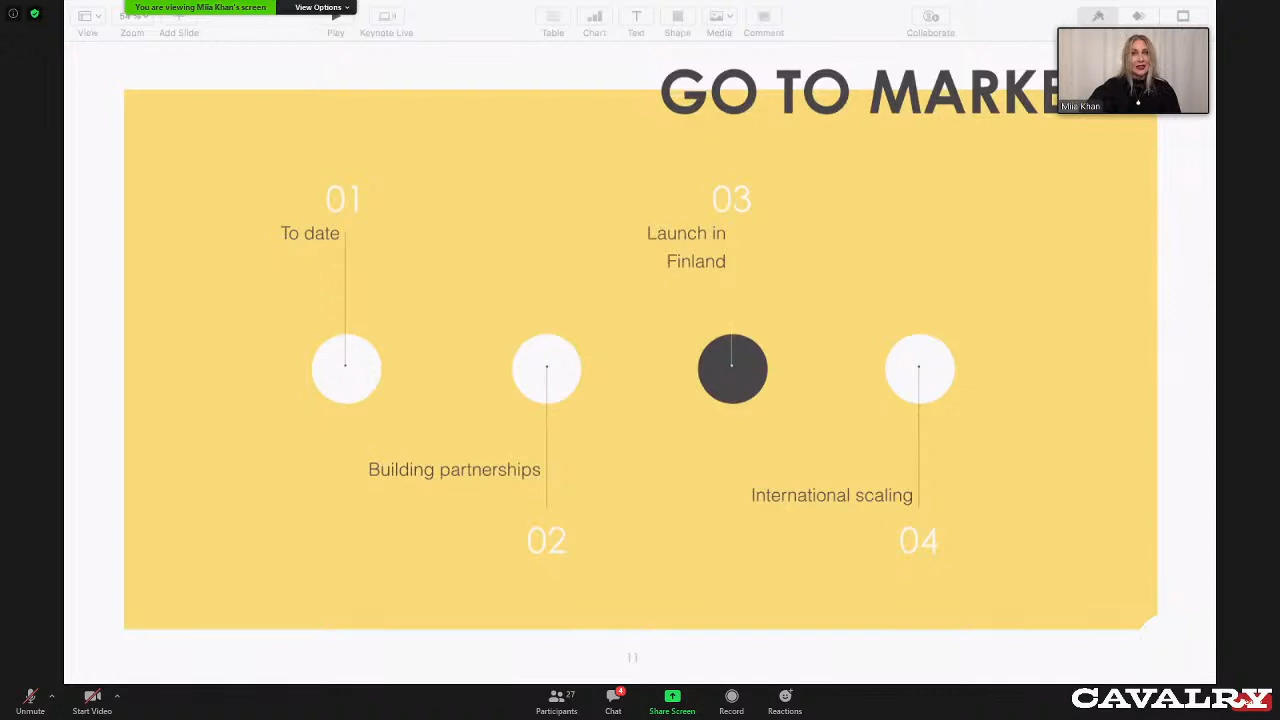 You are viewing Miia Khan's screen
View Options
54 %
View
Zoom
Add Slide
Play
Keynote Live
Table
Chart
Text
Shape
Media
Comment
Collaborate
GO TO MARKE
Miia Khan
01
To date
03
Launch in
Finland
Building partnerships
02
International scaling
04
11
Unmute
Start Video
Participants
27
Chat
4
Share Screen
Record
Reactions
CAVALRY